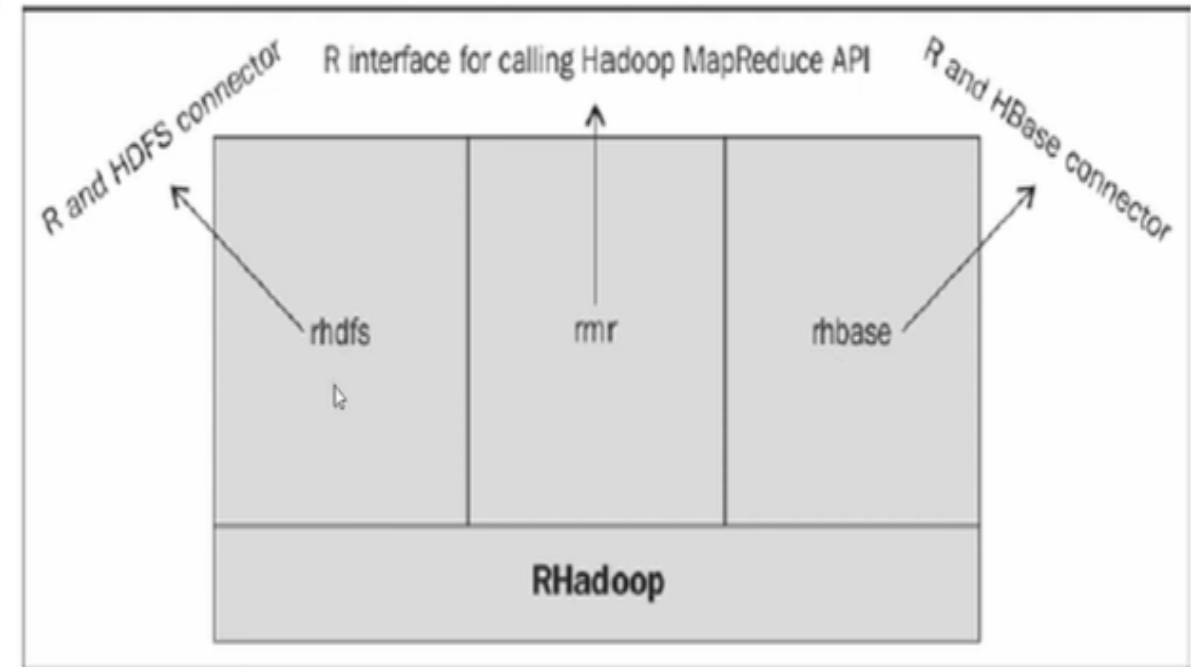 R and HDFS connector
R interface for calling Hadoop MapReduce API
R and HBase connector
rhdfs
rmr
rhbase
RHadoop